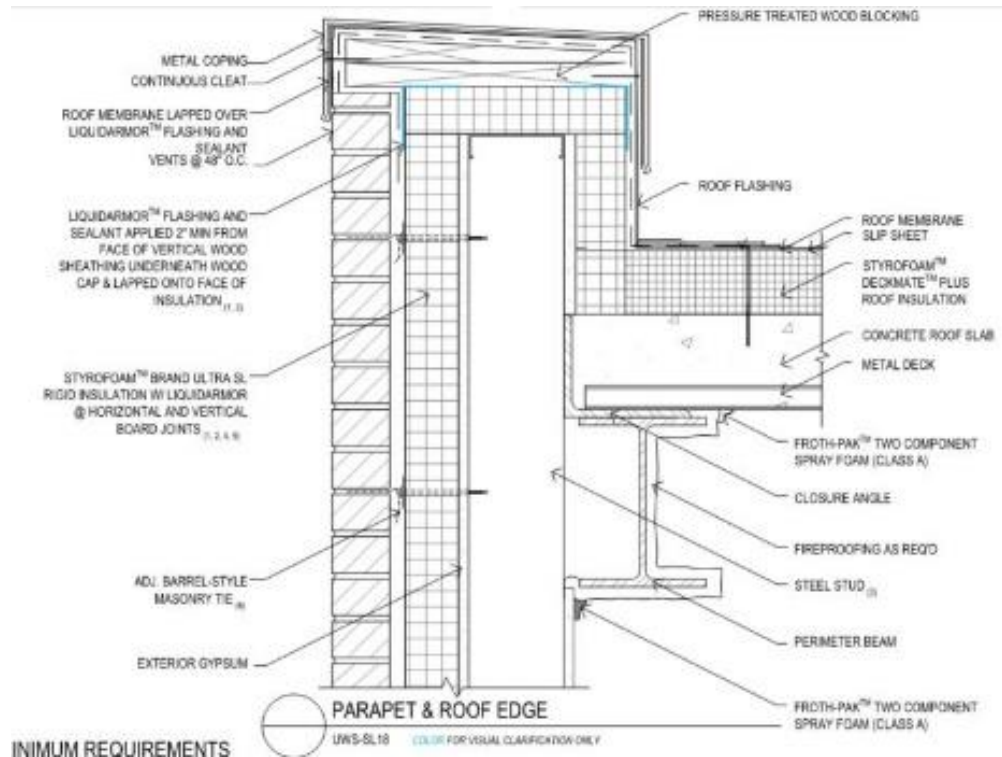 METAL COPING
CONTINUOUS CLEAT
ROOF MEMBRANE LAPPED OVER
LIQUIDARMOR™ FLASHING AND
SEALANT
VENTS @ 48" O.C.
LIQUIDARMOR™ FLASHING AND
SEALANT APPLIED 2" MIN FROM
FACE OF VERTICAL WOOD
SHEATHING UNDERNEATH WOOD
CAP & LAPPED ONTO FACE OF
INSULATION
STYROFOAM™ BRAND ULTRA SL
RIGID INSULATION W/ LIQUIDARMOR
@ HORIZONTAL AND VERTICAL
BOARD JOINTS
ADJ. BARREL-STYLE
MASONRY TIE
EXTERIOR GYPSUM
PRESSURE TREATED WOOD BLOCKING
ROOF FLASHING
ROOF MEMBRANE
SLIP SHEET
STYROFOAM™
DECKMATE™ PLUS
ROOF INSULATION
CONCRETE ROOF SLAB
METAL DECK
FROTH-PAK™ TWO COMPONENT
SPRAY FOAM (CLASS A)
CLOSURE ANGLE
FIREPROOFING AS REQ'D
STEEL STUD
PERIMETER BEAM
FROTH-PAK™ TWO COMPONENT
SPRAY FOAM (CLASS A)
PARAPET & ROOF EDGE
UWS-SL18 COLOR FOR VISUAL CLARIFICATION ONLY
INIMUM REQUIREMENTS